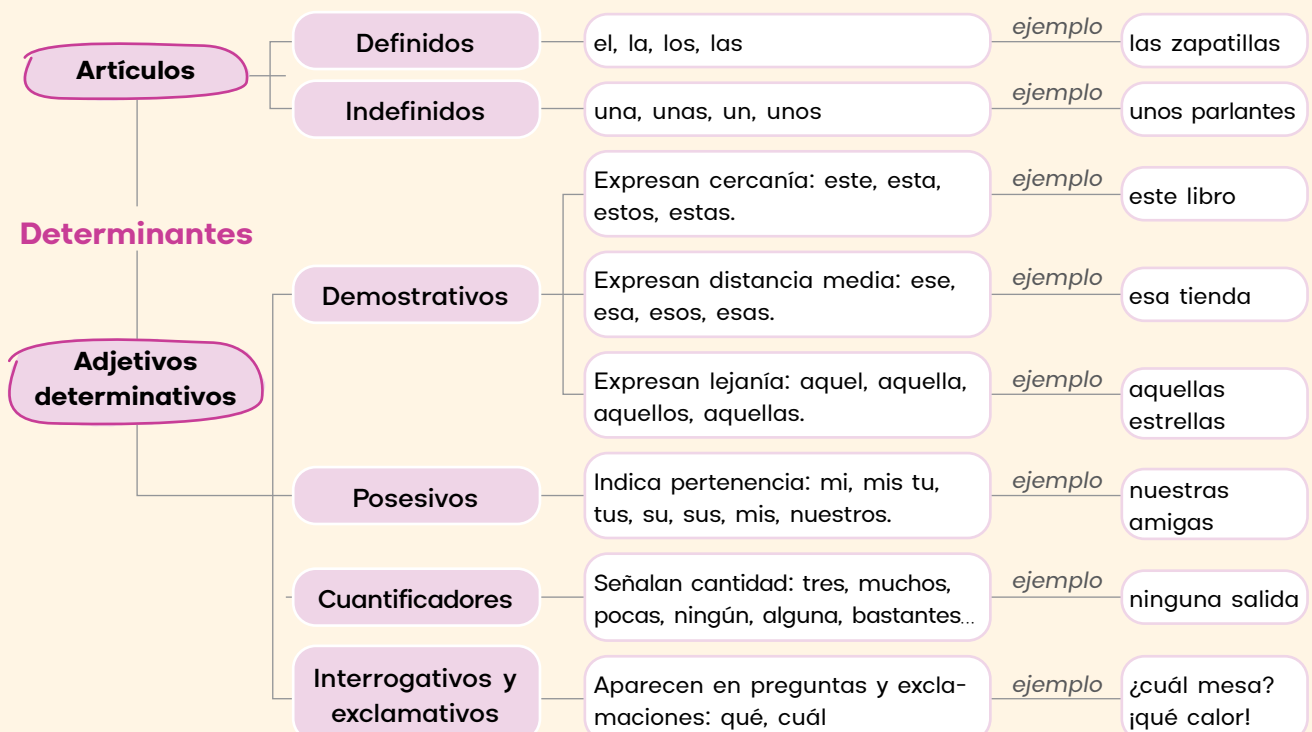 Determinantes
Artículos
Definidos
el, la, los, las
ejemplo
las zapatillas
Indefinidos
una, unas, un, unos
ejemplo
unos parlantes
Adjetivos
determinativos
Demostrativos
Expresan cercanía: este, esta,
estos, estas.
ejemplo
este libro
Expresan distancia media: ese,
esa, esos, esas.
ejemplo
esa tienda
Expresan lejanía: aquel, aquella,
aquellos, aquellas.
ejemplo
aquellas
estrellas
Posesivos
Indica pertenencia: mi, mis tu,
tus, su, sus, mis, nuestros.
ejemplo
nuestras
amigas
Cuantificadores
Señalan cantidad: tres, muchos,
pocas, ningún, alguna, bastantes...
ejemplo
ninguna salida
Interrogativos y
exclamativos
Aparecen en preguntas y excla-
maciones: qué, cuál
ejemplo
¿cuál mesa?
¡qué calor!